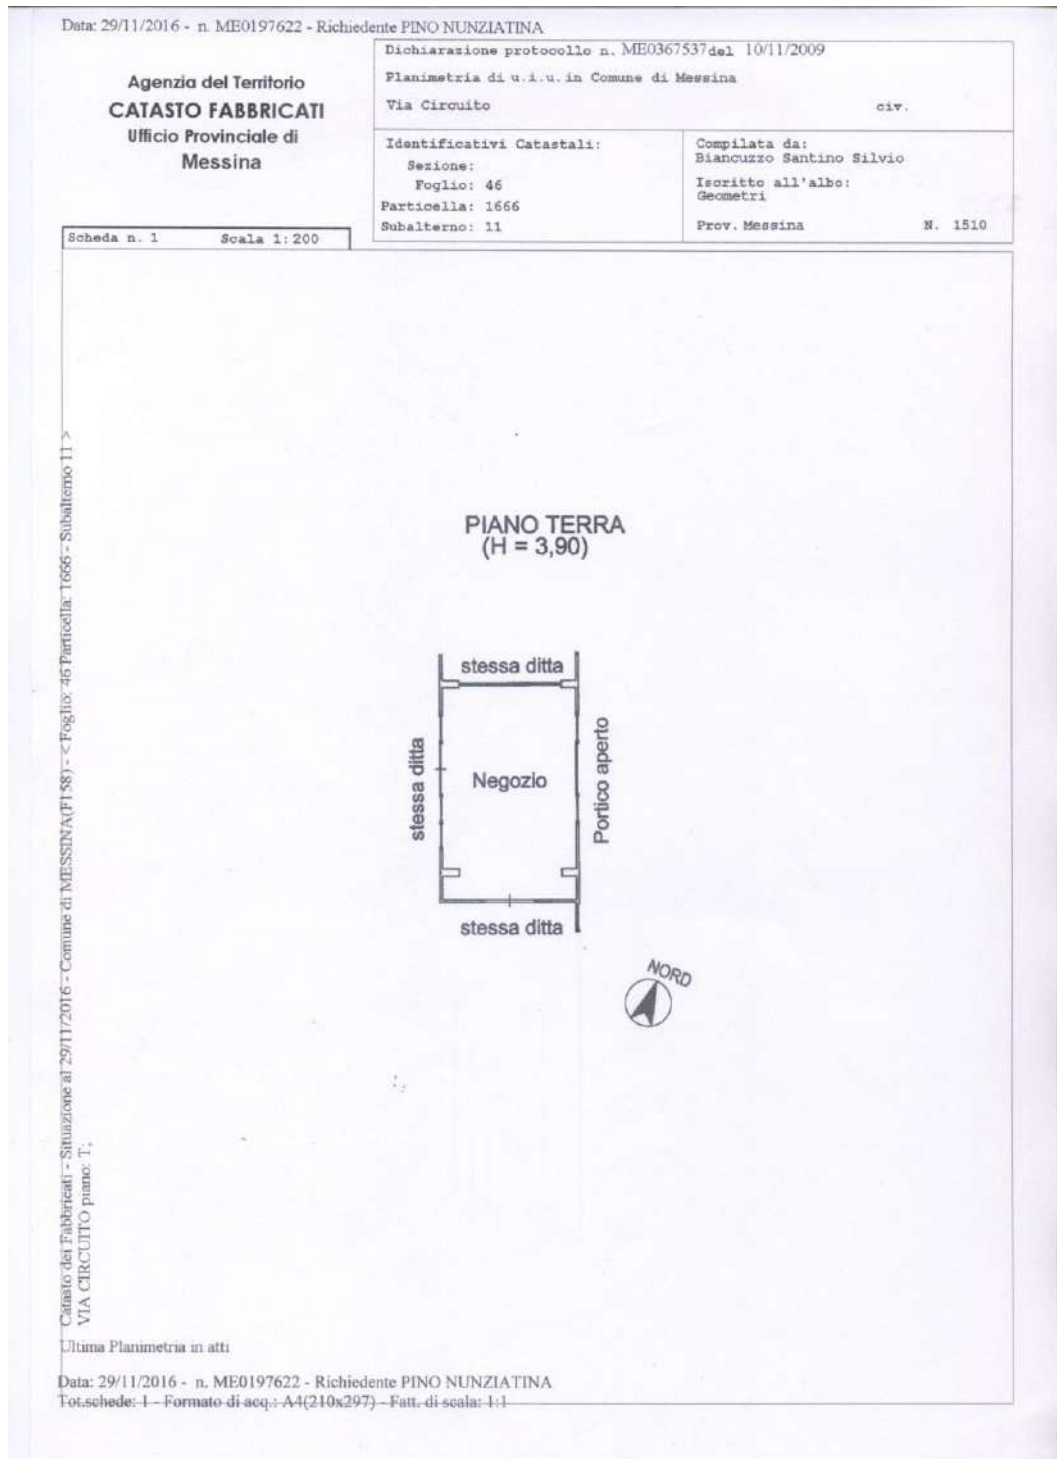 Data: 29/11/2016 - n. ME0197622 - Richiedente PINO NUNZIATINA
Agenzia del Territorio
CATASTO FABBRICATI
Ufficio Provinciale di
Messina
Dichiarazione protocollo n. ME0367537del 10/11/2009
Planimetria di u.i.u. in Comune di Messina
Via Circuito civ.
Identificativi Catastali:
Sezione:
Foglio: 46
Particella: 1666
Subalterno: 11
Compilata da:
Biancuzzo Santino Silvio
Iscritto all'albo:
Geometri
Prov. Messina N. 1510
Scheda n. 1 Scala 1:200
PIANO TERRA
(H = 3,90)
stessa ditta
stessa ditta
Negozio
Portico aperto
stessa ditta
NORD
Catasto dei Fabbricati - Situazione al 29/11/2016 - Comune di MESSINA(F158) - < Foglio: 46 Particella: 1666 - Subalterno 11 >
VIA CIRCUITO piano: T;
Ultima Planimetria in atti
Data: 29/11/2016 - n. ME0197622 - Richiedente PINO NUNZIATINA
Tot.schede: 1 - Formato di acq.: A4(210x297) - Fatt. di scala: 1:1